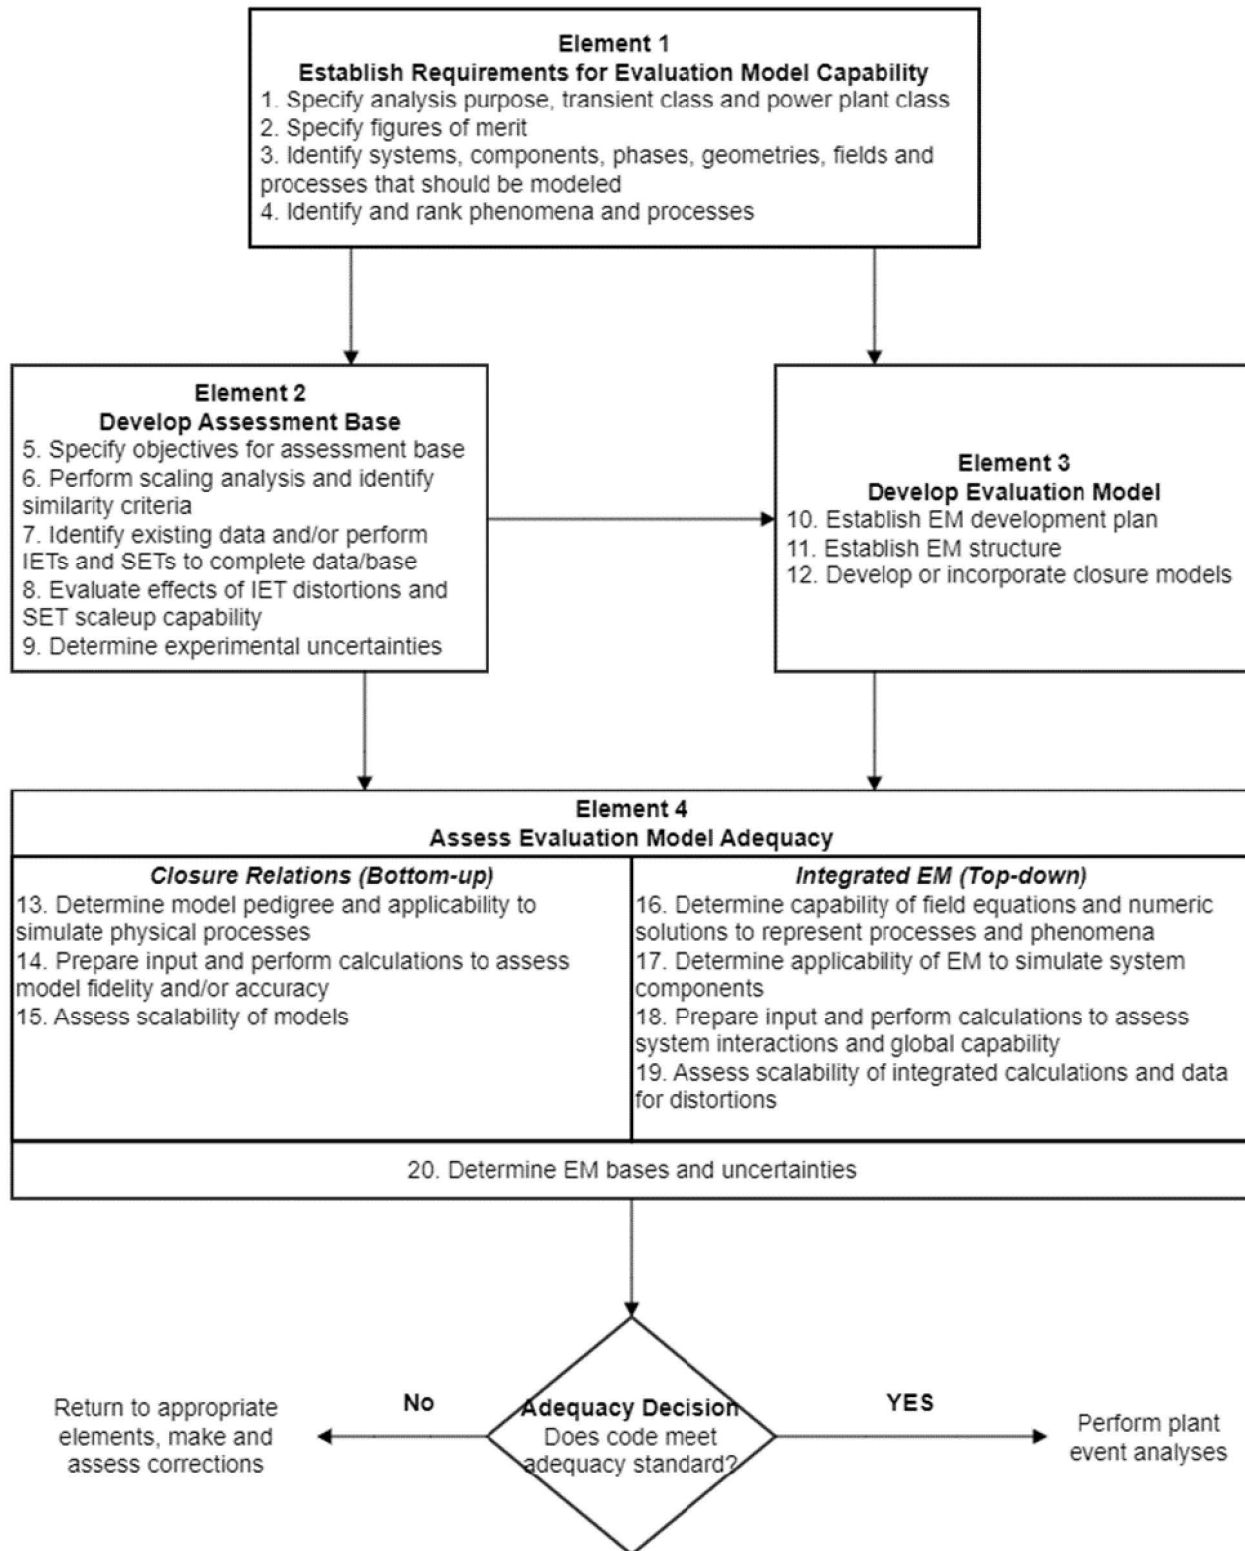 Element 1
Establish Requirements for Evaluation Model Capability
1. Specify analysis purpose, transient class and power plant class
2. Specify figures of merit
3. Identify systems, components, phases, geometries, fields and
processes that should be modeled
4. Identify and rank phenomena and processes
Element 2
Develop Assessment Base
5. Specify objectives for assessment base
6. Perform scaling analysis and identify
similarity criteria
7. Identify existing data and/or perform
IETs and SETs to complete data/base
8. Evaluate effects of IET distortions and
SET scaleup capability
9. Determine experimental uncertainties
Element 3
Develop Evaluation Model
10. Establish EM development plan
11. Establish EM structure
12. Develop or incorporate closure models
Element 4
Assess Evaluation Model Adequacy
Closure Relations (Bottom-up)
13. Determine model pedigree and applicability to
simulate physical processes
14. Prepare input and perform calculations to assess
model fidelity and/or accuracy
15. Assess scalability of models
Integrated EM (Top-down)
16. Determine capability of field equations and numeric
solutions to represent processes and phenomena
17. Determine applicability of EM to simulate system
components
18. Prepare input and perform calculations to assess
system interactions and global capability
19. Assess scalability of integrated calculations and data
for distortions
20. Determine EM bases and uncertainties
Adequacy Decision
Does code meet
adequacy standard?
No
Return to appropriate
elements, make and
assess corrections
YES
Perform plant
event analyses